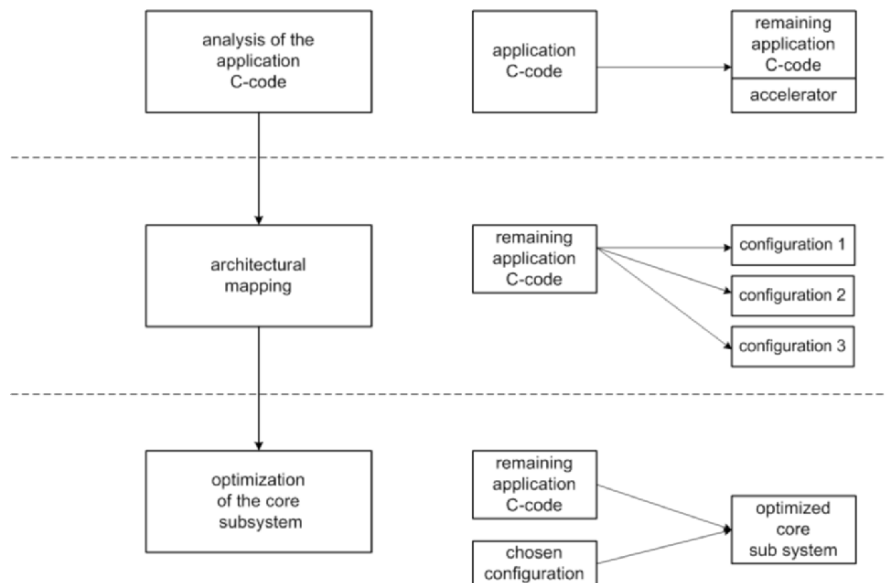 analysis of the
application
C-code
application
C-code
remaining
application
C-code
accelerator
architectural
mapping
remaining
application
C-code
configuration 1
configuration 2
configuration 3
optimization
of the core
subsystem
remaining
application
C-code
chosen
configuration
optimized
core
sub system